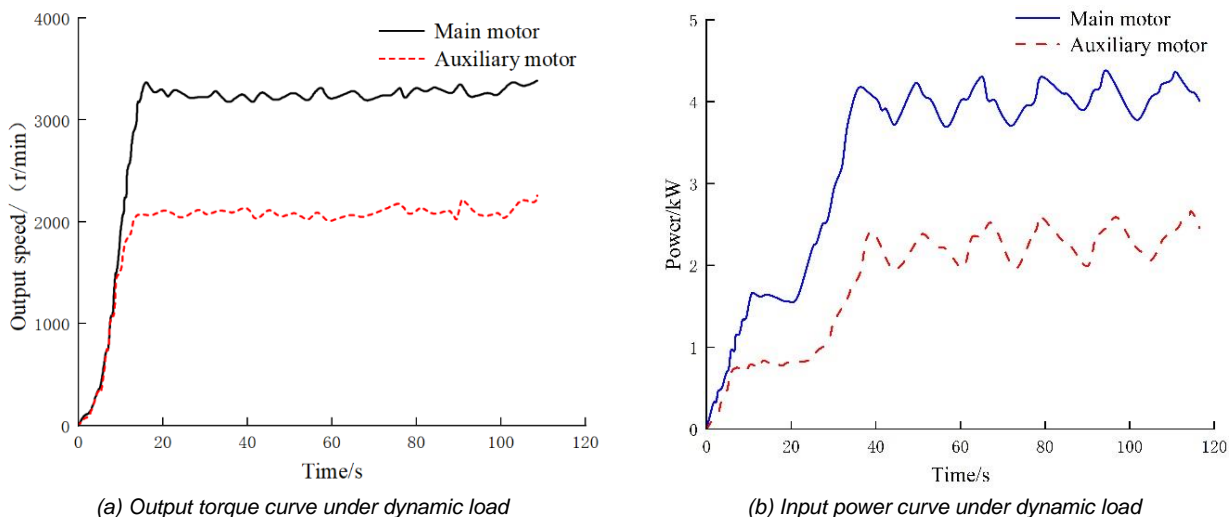 4000
3000
2000
1000
0
0 20 40 60 80 100 120
Output speed/（r/min）
Time/s
Main motor
Auxiliary motor
(a) Output torque curve under dynamic load
5
4
3
2
1
0
0 20 40 60 80 100 120
Power/kW
Time/s
Main motor
Auxiliary motor
(b) Input power curve under dynamic load